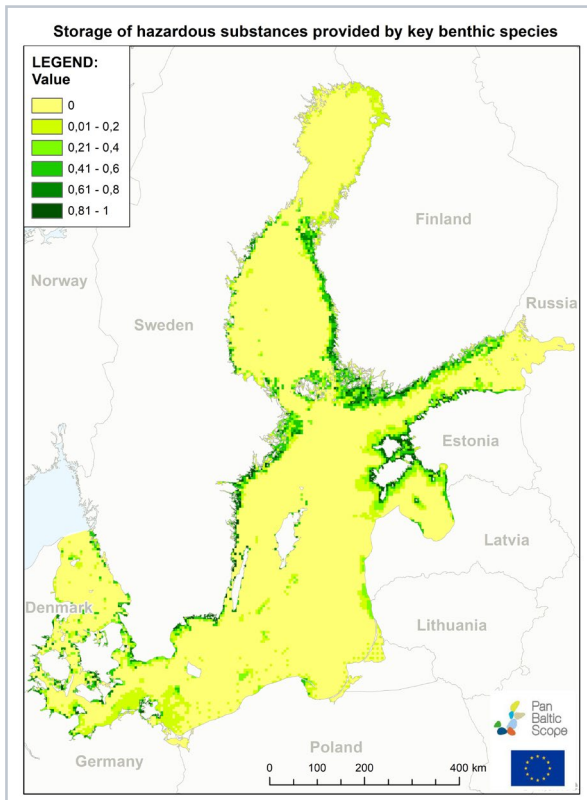 Storage of hazardous substances provided by key benthic species
LEGEND:
Value
0
0,01 - 0,2
0,21 - 0,4
0,41 - 0,6
0,61 - 0,8
0,81 - 1
Finland
Norway
Russia
Sweden
Estonia
Latvia
Denmark
Lithuania
Pan
Baltic
Scope
Germany
Poland
0 100 200 400 km